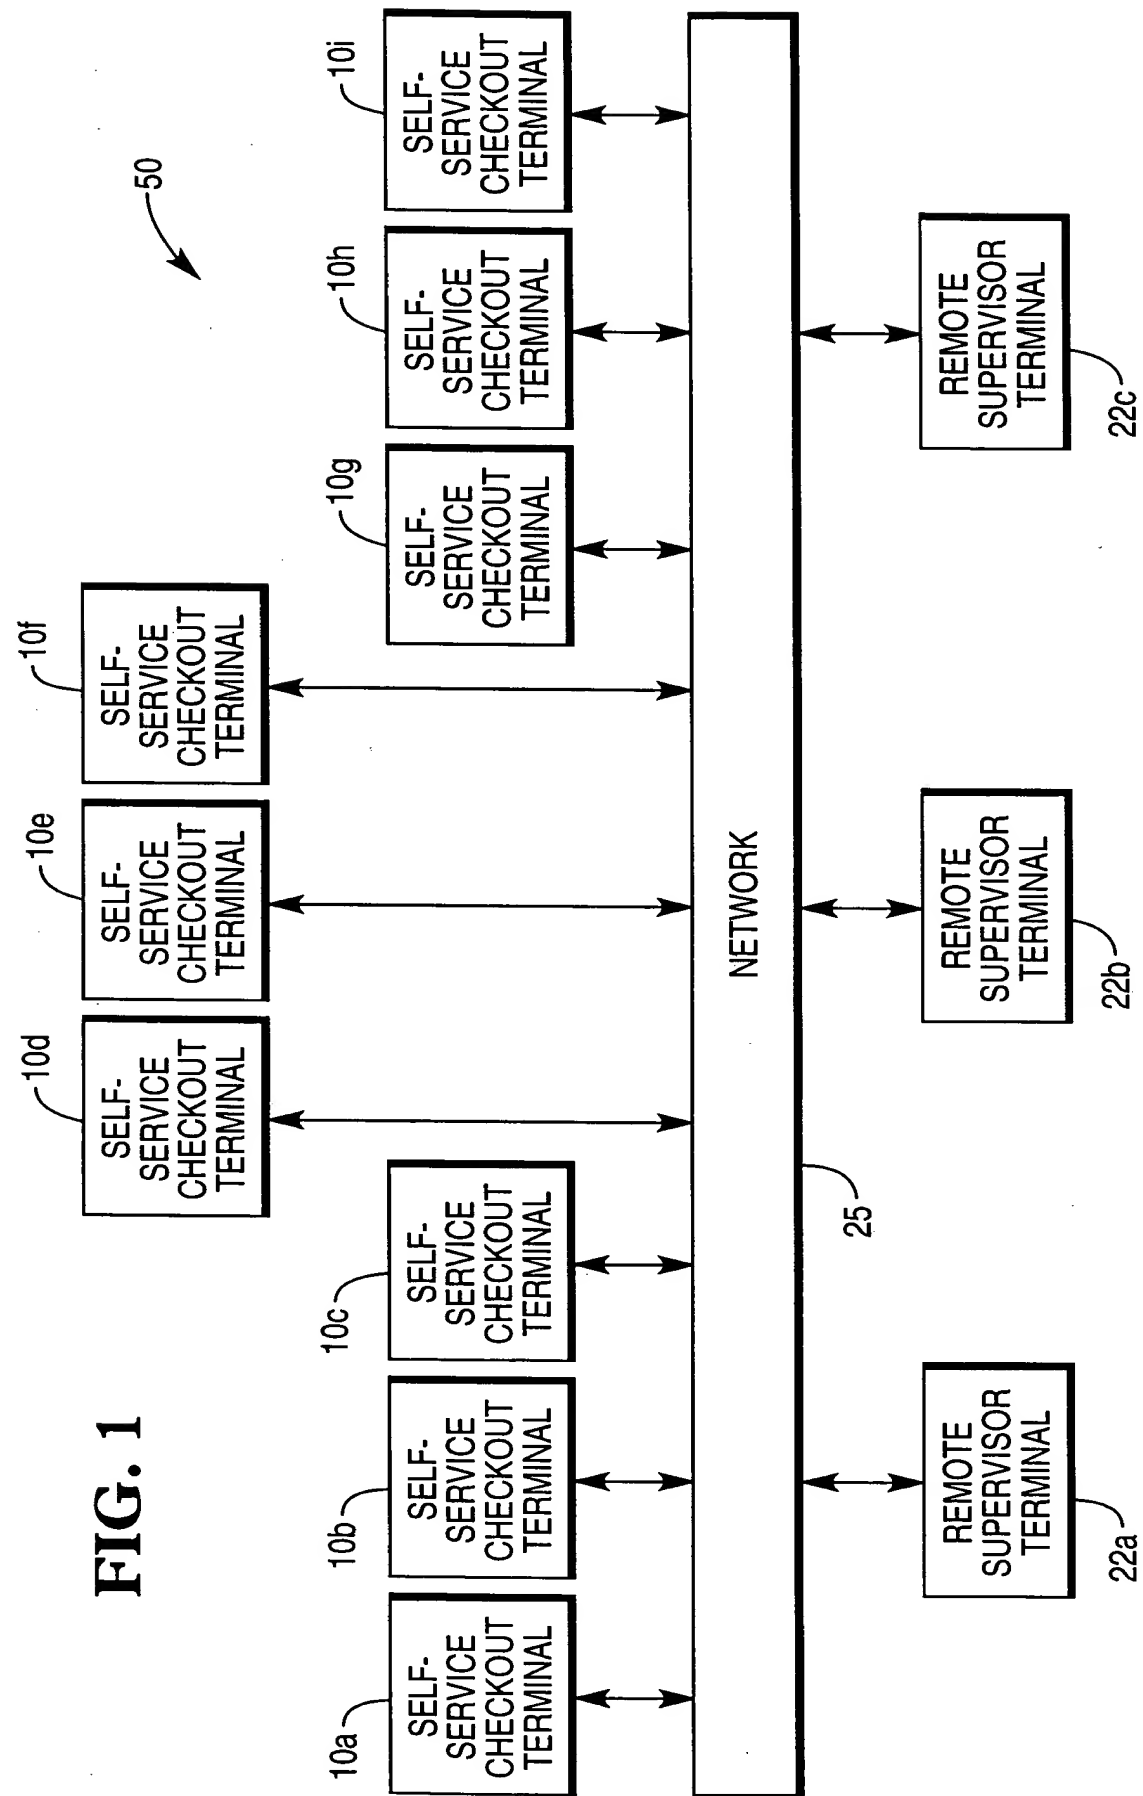 FIG. 1
50
10d
10e
10f
SELF-
SERVICE
CHECKOUT
TERMINAL
SELF-
SERVICE
CHECKOUT
TERMINAL
SELF-
SERVICE
CHECKOUT
TERMINAL
10a
10b
10c
10g
10h
10i
SELF-
SERVICE
CHECKOUT
TERMINAL
SELF-
SERVICE
CHECKOUT
TERMINAL
SELF-
SERVICE
CHECKOUT
TERMINAL
SELF-
SERVICE
CHECKOUT
TERMINAL
SELF-
SERVICE
CHECKOUT
TERMINAL
SELF-
SERVICE
CHECKOUT
TERMINAL
NETWORK
25
REMOTE
SUPERVISOR
TERMINAL
REMOTE
SUPERVISOR
TERMINAL
REMOTE
SUPERVISOR
TERMINAL
22a
22b
22c